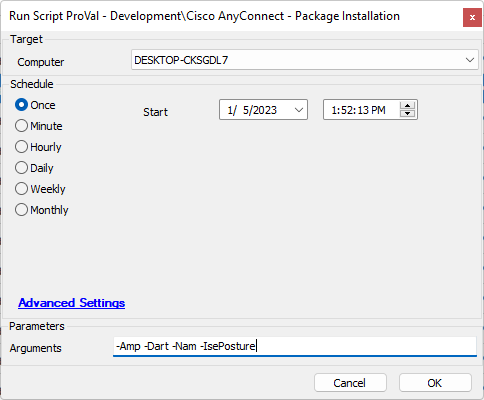 Run Script ProVal - Development\Cisco AnyConnect - Package Installation
x
Target
Computer DESKTOP-CKSGDL7
Schedule
Once Start 1/ 5/2023 1:52:13 PM
Minute
Hourly
Daily
Weekly
Monthly
Advanced Settings
Parameters
Arguments -Amp -Dart -Nam -IsePosture
Cancel OK